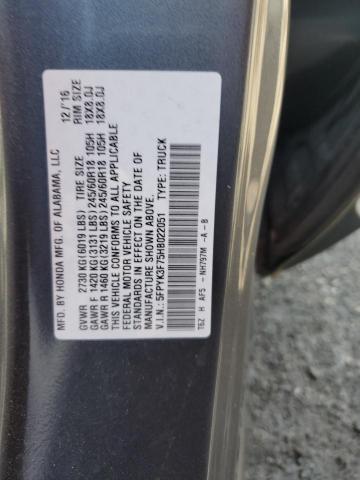 MFD. BY HONDA MFG. OF ALABAMA, LLC 12/16
GVWR 2730 KG(6019 LBS) TIRE SIZE RIM SIZE
GAWR F 1420 KG(3131 LBS) 245/60R18 105H 18X8.0J
GAWR R 1460 KG(3219 LBS) 245/60R18 105H 18X8.0J
THIS VEHICLE CONFORMS TO ALL APPLICABLE
FEDERAL MOTOR VEHICLE SAFETY
STANDARDS IN EFFECT ON THE DATE OF
MANUFACTURE SHOWN ABOVE.
V.I.N.: 5FPYK3F75HB022051 TYPE: TRUCK
T6Z H AF5 - NH797M -A-B